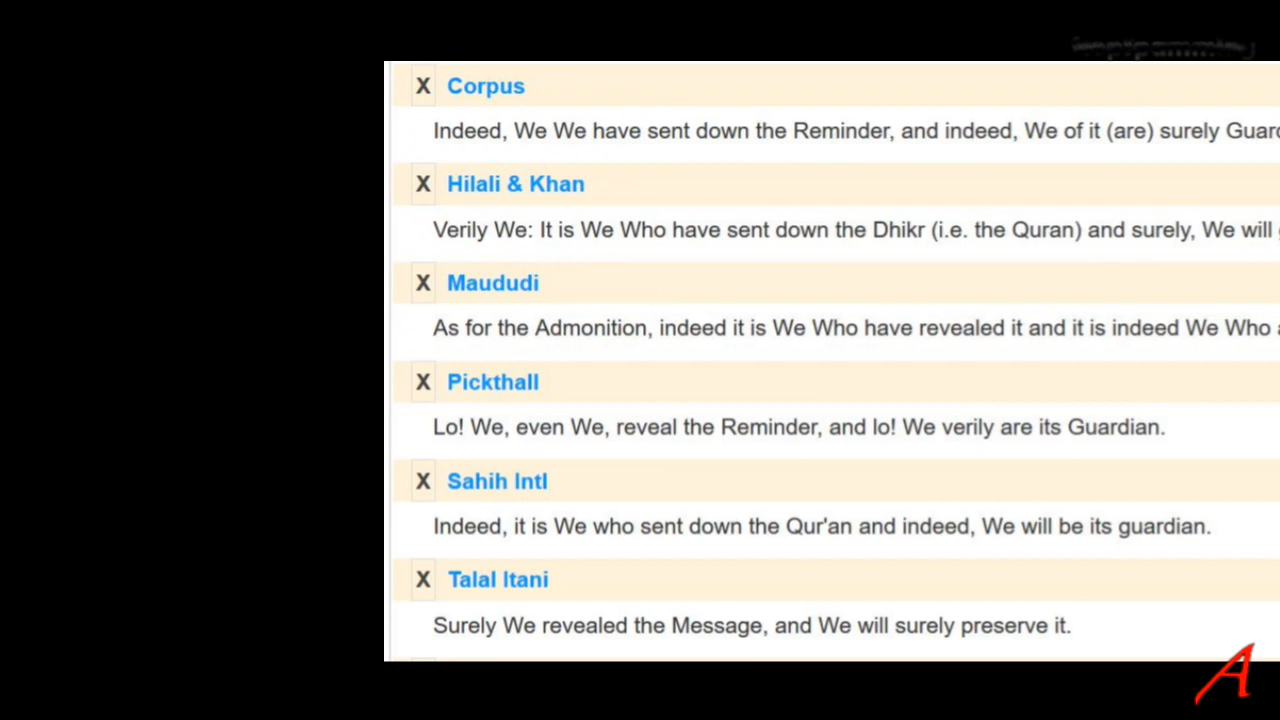 X Corpus
Indeed, We We have sent down the Reminder, and indeed, We of it (are) surely
X Hilali & Khan
Verily We: It is We Who have sent down the Dhikr (i.e. the Quran) and surely, We will
X Maududi
As for the Admonition, indeed it is We Who have revealed it and it is indeed We Who
X Pickthall
Lo! We, even We, reveal the Reminder, and lo! We verily are its Guardian.
X Sahih Intl
Indeed, it is We who sent down the Qur'an and indeed, We will be its guardian.
X Talal Itani
Surely We revealed the Message, and We will surely preserve it.
A